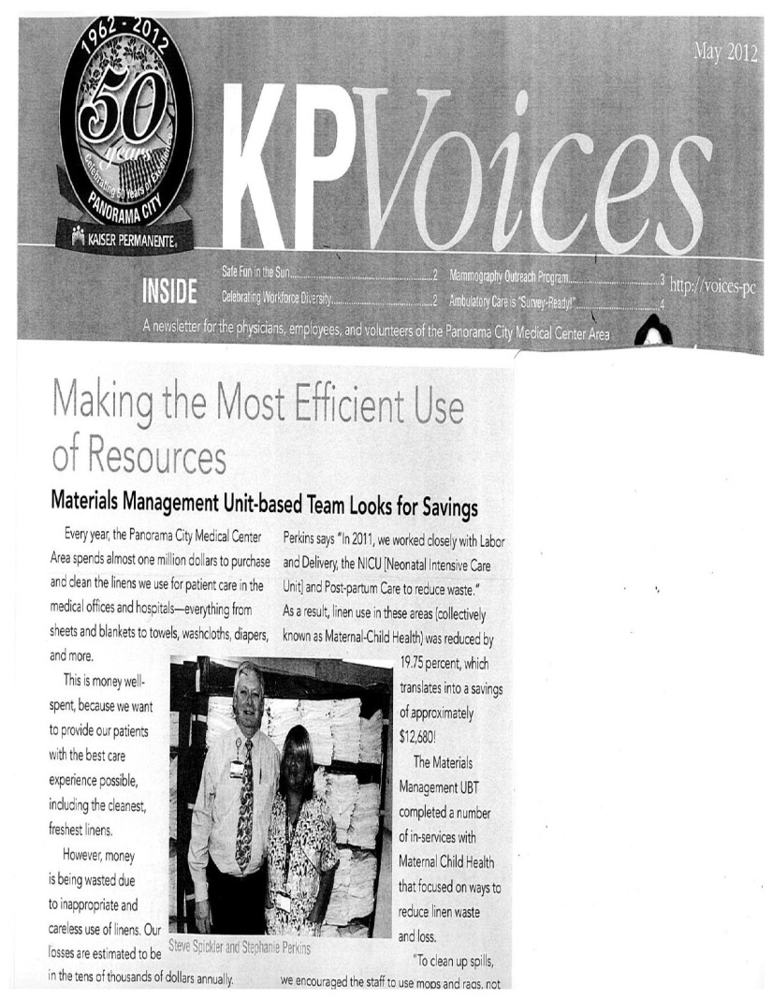 1962 - 2012
50
years
Celebrating 50 Years of Excellence
PANORAMA CITY
KAISER PERMANENTE®
May 2012
KPVoices
INSIDE
Safe Fun in the Sun..........2
Celebrating Workforce Diversity..........2
Mammography Outreach Program..........3
Ambulatory Care is "Survey-Ready!"..........4
http://voices-pc
A newsletter for the physicians, employees, and volunteers of the Panorama City Medical Center Area
Making the Most Efficient Use
of Resources
Materials Management Unit-based Team Looks for Savings
Every year, the Panorama City Medical Center
Area spends almost one million dollars to purchase
and clean the linens we use for patient care in the
medical offices and hospitals—everything from
sheets and blankets to towels, washcloths, diapers,
and more.
This is money well-
spent, because we want
to provide our patients
with the best care
experience possible,
including the cleanest,
freshest linens.
However, money
is being wasted due
to inappropriate and
careless use of linens. Our
losses are estimated to be
in the tens of thousands of dollars annually.
Steve Spickler and Stephanie Perkins
Perkins says "In 2011, we worked closely with Labor
and Delivery, the NICU [Neonatal Intensive Care
Unit] and Post-partum Care to reduce waste."
As a result, linen use in these areas (collectively
known as Maternal-Child Health) was reduced by
19.75 percent, which
translates into a savings
of approximately
$12,680!
The Materials
Management UBT
completed a number
of in-services with
Maternal Child Health
that focused on ways to
reduce linen waste
and loss.
"To clean up spills,
we encouraged the staff to use mops and rags, not